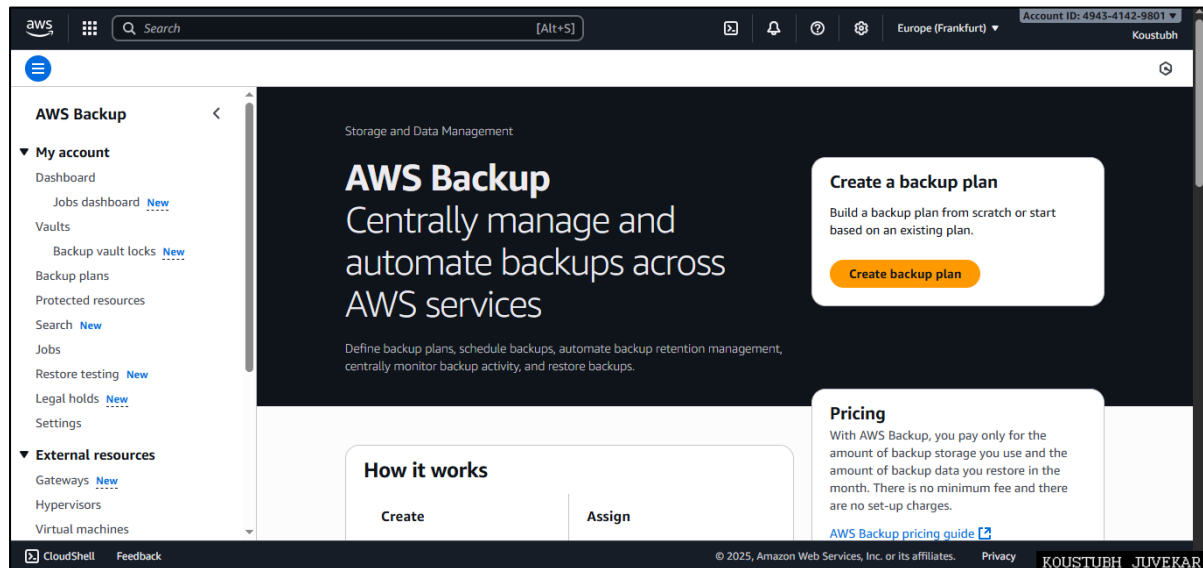 aws
Search [Alt+S]
Europe (Frankfurt) ▼
Account ID: 4943-4142-9801 ▼
Koustubh
AWS Backup
▼ My account
Dashboard
Jobs dashboard New
Vaults
Backup vault locks New
Backup plans
Protected resources
Search New
Jobs
Restore testing New
Legal holds New
Settings
▼ External resources
Gateways New
Hypervisors
Virtual machines
Storage and Data Management
AWS Backup
Centrally manage and
automate backups across
AWS services
Define backup plans, schedule backups, automate backup retention management,
centrally monitor backup activity, and restore backups.
Create a backup plan
Build a backup plan from scratch or start
based on an existing plan.
Create backup plan
Pricing
With AWS Backup, you pay only for the
amount of backup storage you use and the
amount of backup data you restore in the
month. There is no minimum fee and there
are no set-up charges.
AWS Backup pricing guide
How it works
Create
Assign
CloudShell Feedback
© 2025, Amazon Web Services, Inc. or its affiliates. Privacy
KOUSTUBH JUVEKAR